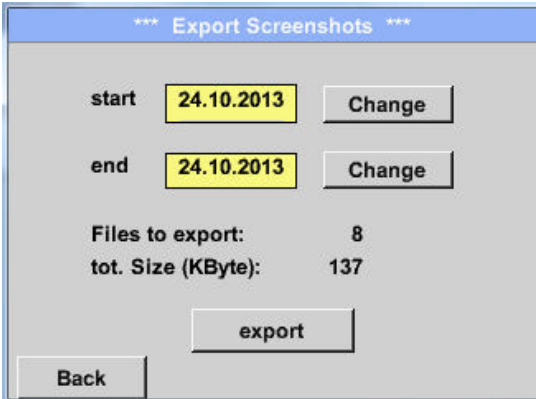 *** Export Screenshots ***
start 24.10.2013 Change
end 24.10.2013 Change
Files to export: 8
tot. Size (KByte): 137
export
Back